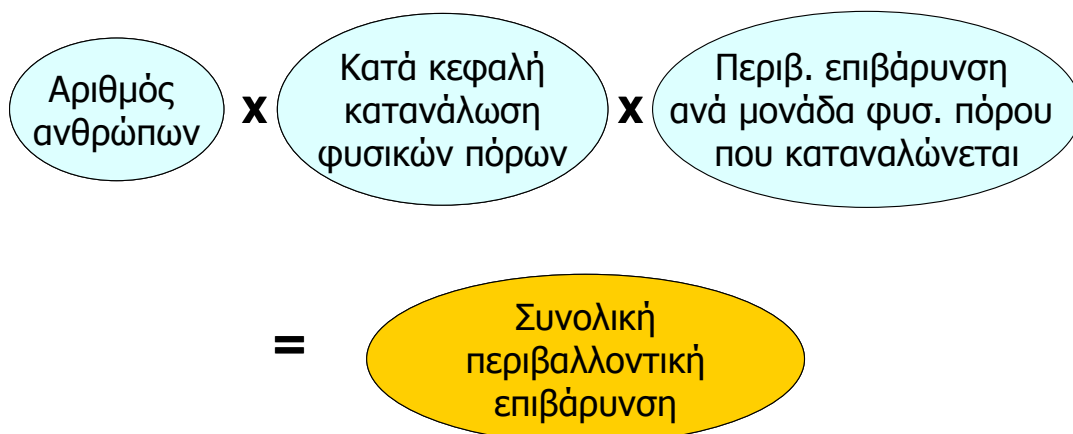 Αριθμός
ανθρώπων
x
Κατά κεφαλή
κατανάλωση
φυσικών πόρων
x
Περιβ. επιβάρυνση
ανά μονάδα φυσ. πόρου
που καταναλώνεται
=
Συνολική
περιβαλλοντική
επιβάρυνση